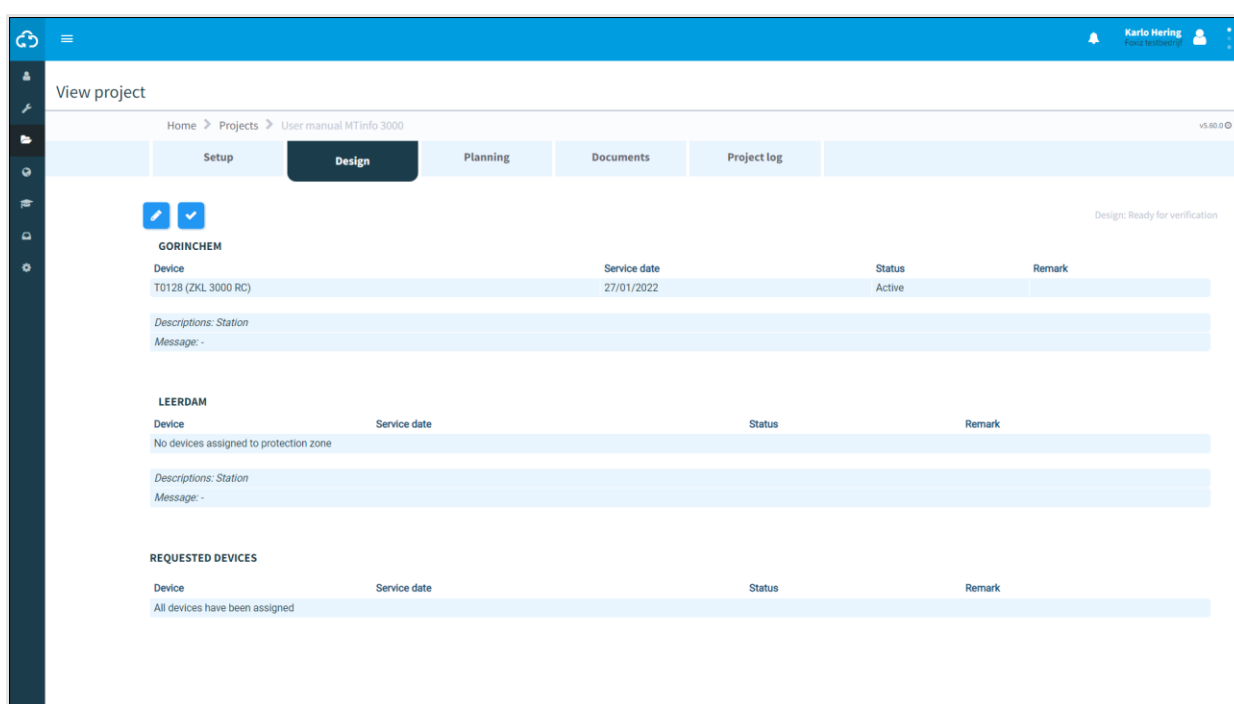 Karlo Hering
Foxiz testbedrijf
View project
Home Projects User manual MTinfo 3000
v5.60.0
Setup Design Planning Documents Project log
Design: Ready for verification
GORINCHEM
Device Service date Status Remark
T0128 (ZKL 3000 RC) 27/01/2022 Active
Descriptions: Station
Message: -
LEERDAM
Device Service date Status Remark
No devices assigned to protection zone
Descriptions: Station
Message: -
REQUESTED DEVICES
Device Service date Status Remark
All devices have been assigned